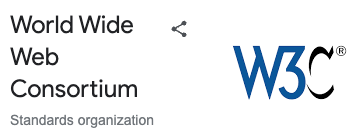 World Wide
Web
Consortium
Standards organization
W3C®